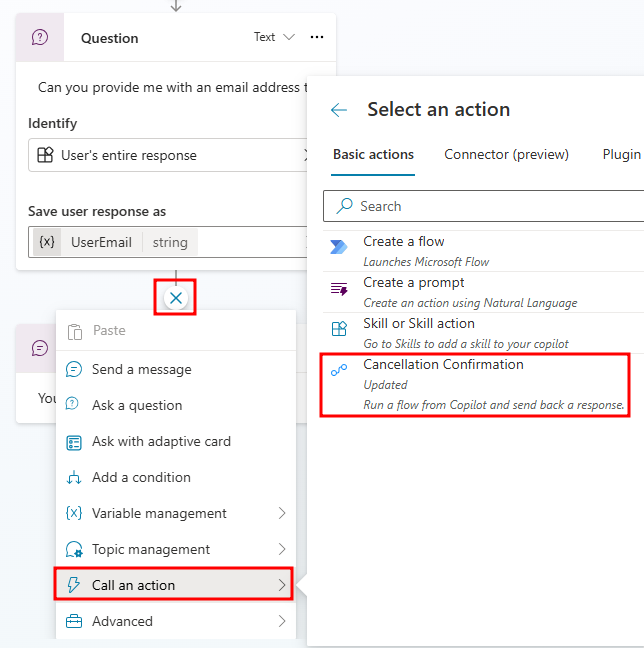 Question
Text
Can you provide me with an email address t
Identify
User's entire response
Save user response as
{x} UserEmail string
Paste
Send a message
Ask a question
Ask with adaptive card
Add a condition
{x} Variable management
Topic management
Call an action
Advanced
You
Select an action
Basic actions Connector (preview) Plugin
Search
Create a flow
Launches Microsoft Flow
Create a prompt
Create an action using Natural Language
Skill or Skill action
Go to Skills to add a skill to your copilot
Cancellation Confirmation
Updated
Run a flow from Copilot and send back a response.